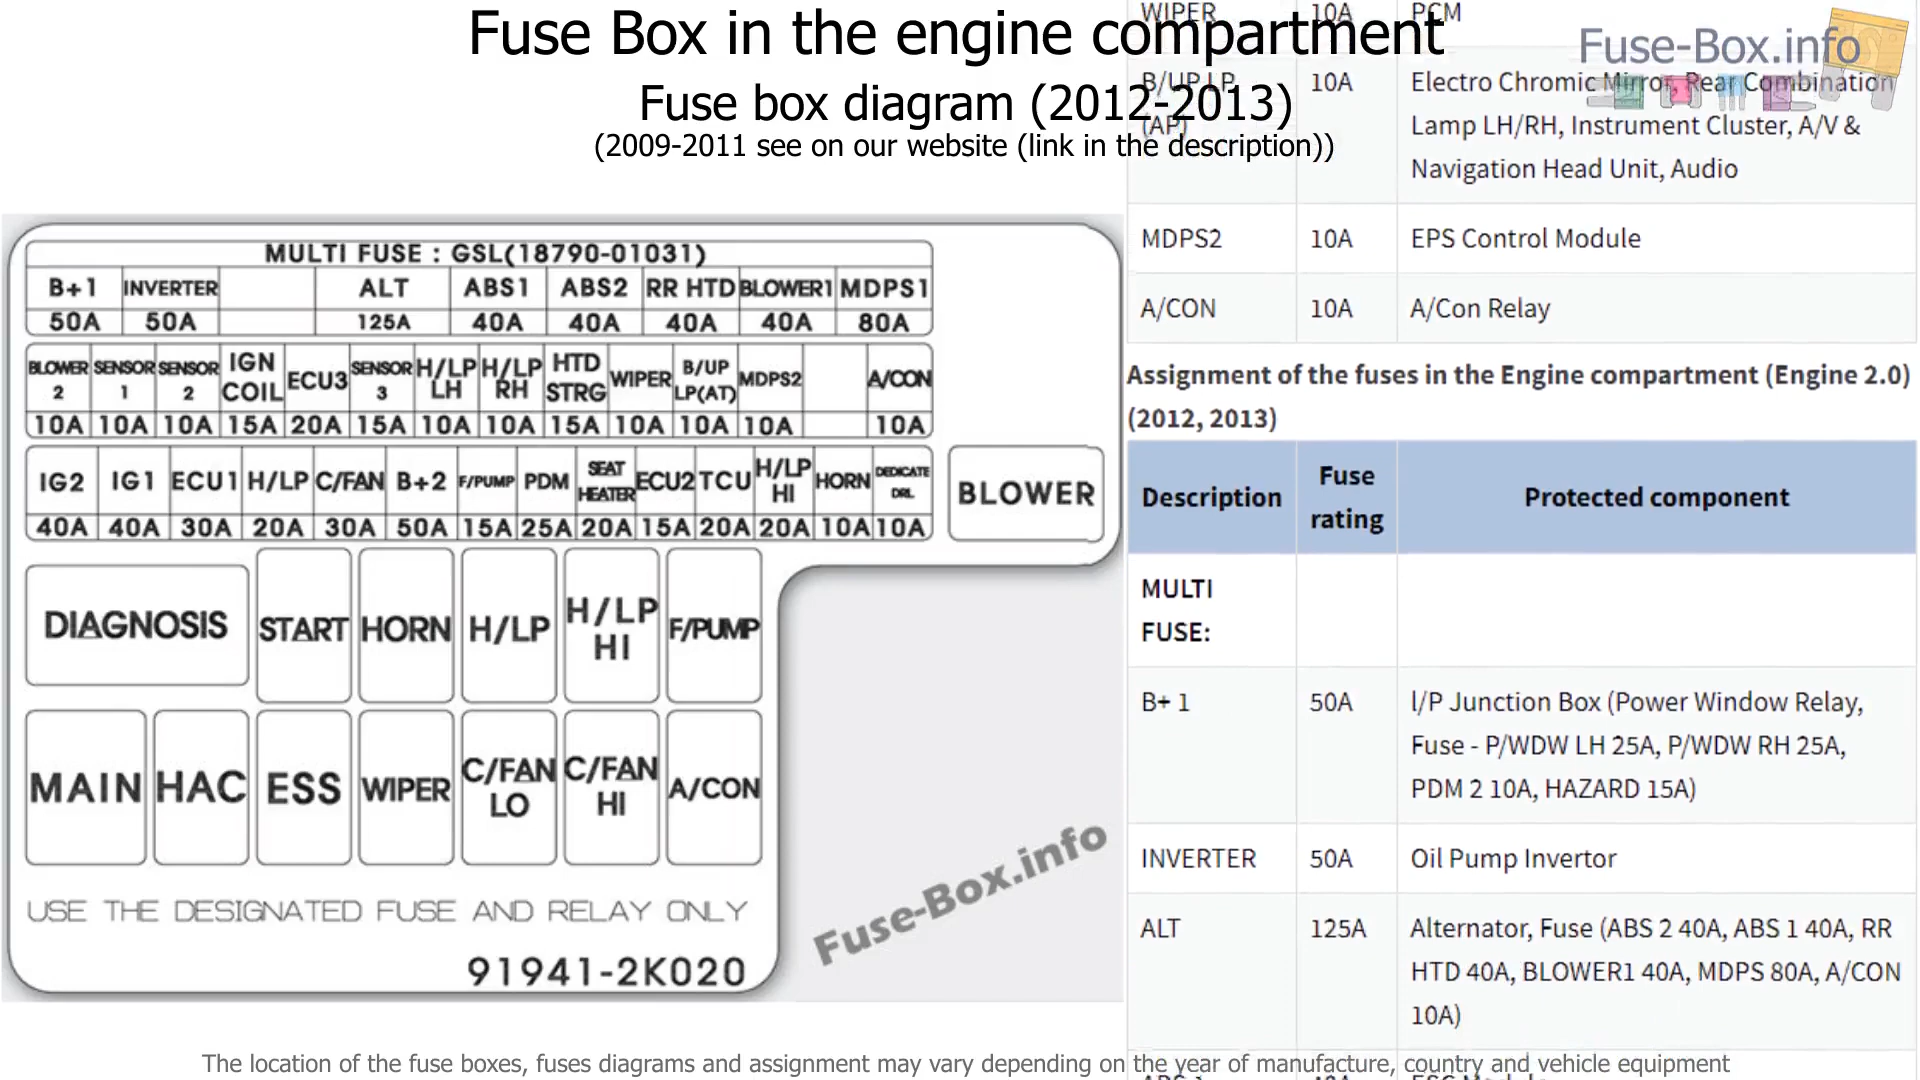 Fuse Box in the engine compartment
Fuse box diagram (2012-2013)
(2009-2011 see on our website (link in the description))
Fuse-Box.info
MULTI FUSE : GSL(18790-01031)
B+1 INVERTER ALT ABS1 ABS2 RR HTD BLOWER1 MDPS1
50A 50A 125A 40A 40A 40A 40A 80A
BLOWER 2 SENSOR 1 SENSOR 2 IGN COIL ECU3 SENSOR 3 H/LP LH H/LP RH HTD STRG WIPER B/UP LP(AT) MDPS2 A/CON
10A 10A 10A 15A 20A 15A 10A 10A 15A 10A 10A 10A 10A
IG2 IG1 ECU1 H/LP C/FAN B+2 F/PUMP PDM SEAT HEATER ECU2 TCU H/LP HI HORN DEDICATE DRL
40A 40A 30A 20A 30A 50A 15A 25A 20A 15A 20A 20A 10A 10A
BLOWER
DIAGNOSIS START HORN H/LP H/LP HI F/PUMP
MAIN HAC ESS WIPER C/FAN LO C/FAN HI A/CON
USE THE DESIGNATED FUSE AND RELAY ONLY
91941-2K020
Fuse-Box.info
WIPER 10A PCM
B/UP LP (AP) 10A Electro Chromic Mirror, Rear Combination
Lamp LH/RH, Instrument Cluster, A/V &
Navigation Head Unit, Audio
MDPS2 10A EPS Control Module
A/CON 10A A/Con Relay
Assignment of the fuses in the Engine compartment (Engine 2.0)
(2012, 2013)
Description Fuse rating Protected component
MULTI
FUSE:
B+ 1 50A l/P Junction Box (Power Window Relay,
Fuse - P/WDW LH 25A, P/WDW RH 25A,
PDM 2 10A, HAZARD 15A)
INVERTER 50A Oil Pump Invertor
ALT 125A Alternator, Fuse (ABS 2 40A, ABS 1 40A, RR
HTD 40A, BLOWER1 40A, MDPS 80A, A/CON
10A)
The location of the fuse boxes, fuses diagrams and assignment may vary depending on the year of manufacture, country and vehicle equipment